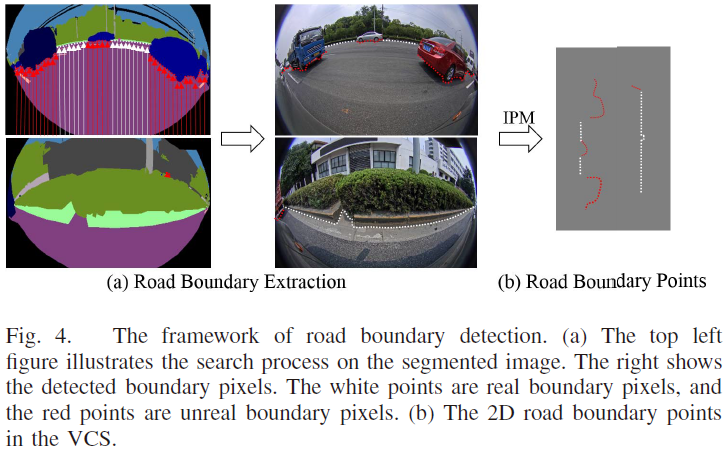 IPM
(a) Road Boundary Extraction
(b) Road Boundary Points
Fig. 4. The framework of road boundary detection. (a) The top left
figure illustrates the search process on the segmented image. The right shows
the detected boundary pixels. The white points are real boundary pixels, and
the red points are unreal boundary pixels. (b) The 2D road boundary points
in the VCS.